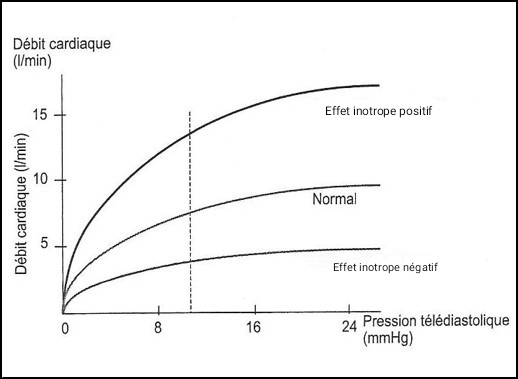 Débit cardiaque
(l/min)
Débit cardiaque (l/min)
15
10
5
Effet inotrope positif
Normal
Effet inotrope négatif
0
8
16
24
Pression télédiastolique
(mmHg)